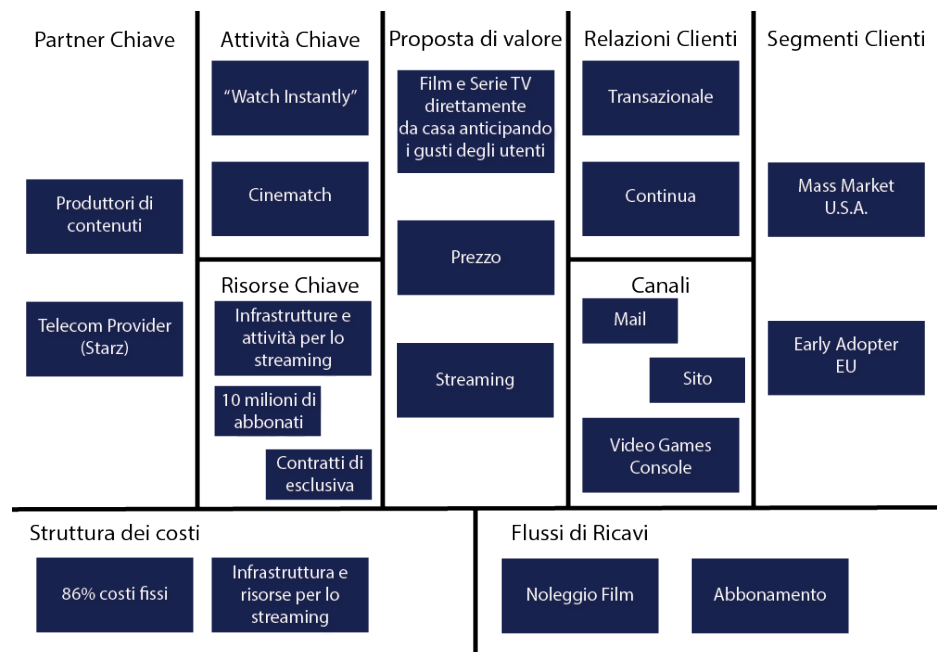 Partner Chiave
Produttori di
contenuti
Telecom Provider
(Starz)
Attività Chiave
“Watch Instantly”
Cinematch
Risorse Chiave
Infrastrutture e
attività per lo
streaming
10 milioni di
abbonati
Contratti di
esclusiva
Proposta di valore
Film e Serie TV
direttamente
da casa anticipando
i gusti degli utenti
Prezzo
Streaming
Relazioni Clienti
Transazionale
Continua
Canali
Mail
Sito
Video Games
Console
Segmenti Clienti
Mass Market
U.S.A.
Early Adopter
EU
Struttura dei costi
86% costi fissi
Infrastruttura e
risorse per lo
streaming
Flussi di Ricavi
Noleggio Film
Abbonamento